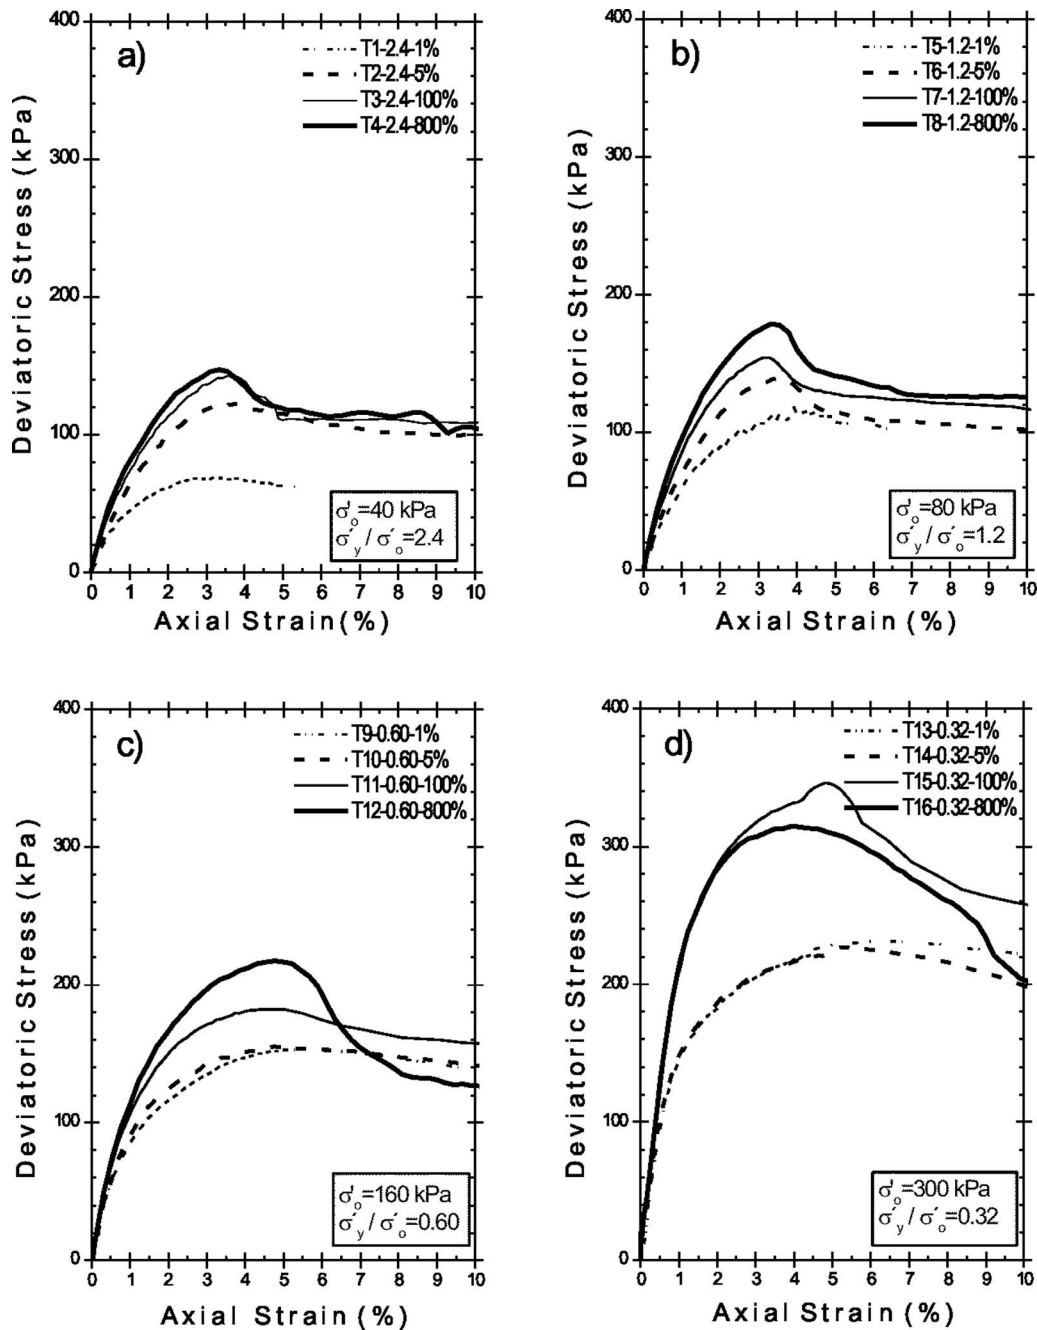 a)
T1-2.4-1%
T2-2.4-5%
T3-2.4-100%
T4-2.4-800%
400
300
200
100
0
Deviatoric Stress (kPa)
σ'o=40 kPa
σ'y / σ'o=2.4
0 1 2 3 4 5 6 7 8 9 10
Axial Strain(%)
b)
T5-1.2-1%
T6-1.2-5%
T7-1.2-100%
T8-1.2-800%
400
300
200
100
0
Deviatoric Stress (kPa)
σ'o=80 kPa
σ'y / σ'o=1.2
0 1 2 3 4 5 6 7 8 9 10
Axial Strain (%)
c)
T9-0.60-1%
T10-0.60-5%
T11-0.60-100%
T12-0.60-800%
400
300
200
100
0
Deviatoric Stress (kPa)
σ'o=160 kPa
σ'y / σ'o=0.60
0 1 2 3 4 5 6 7 8 9 10
Axial Strain (%)
d)
T13-0.32-1%
T14-0.32-5%
T15-0.32-100%
T16-0.32-800%
400
300
200
100
0
Deviatoric Stress (kPa)
σ'o=300 kPa
σ'y / σ'o=0.32
0 1 2 3 4 5 6 7 8 9 10
Axial Strain (%)